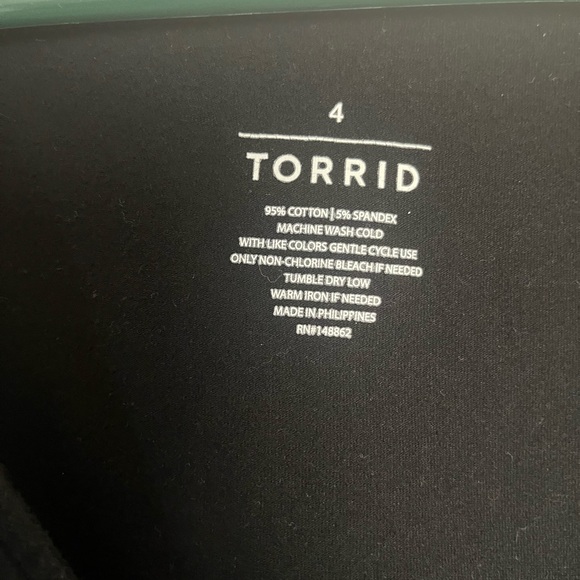 4
TORRID
95% COTTON | 5% SPANDEX
MACHINE WASH COLD
WITH LIKE COLORS GENTLE CYCLE USE
ONLY NON-CHLORINE BLEACH IF NEEDED
TUMBLE DRY LOW
WARM IRON IF NEEDED
MADE IN PHILIPPINES
RN#148862